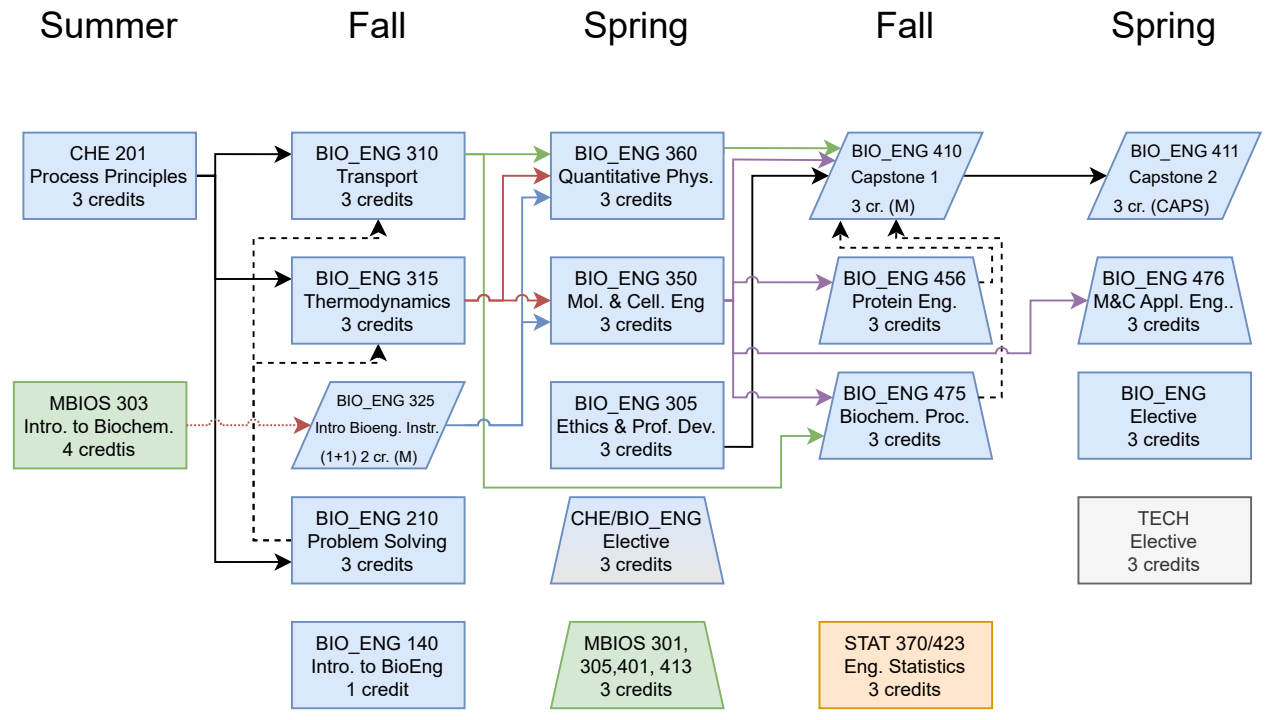 Summer
Fall
Spring
Fall
Spring
CHE 201
Process Principles
3 credits
BIO_ENG 310
Transport
3 credits
BIO_ENG 360
Quantitative Phys.
3 credits
BIO_ENG 410
Capstone 1
3 cr. (M)
BIO_ENG 411
Capstone 2
3 cr. (CAPS)
BIO_ENG 315
Thermodynamics
3 credits
BIO_ENG 350
Mol. & Cell. Eng
3 credits
BIO_ENG 456
Protein Eng.
3 credits
BIO_ENG 476
M&C Appl. Eng..
3 credits
MBIOS 303
Intro. to Biochem.
4 credtis
BIO_ENG 325
Intro Bioeng. Instr.
(1+1) 2 cr. (M)
BIO_ENG 305
Ethics & Prof. Dev.
3 credits
BIO_ENG 475
Biochem. Proc.
3 credits
BIO_ENG
Elective
3 credits
BIO_ENG 210
Problem Solving
3 credits
CHE/BIO_ENG
Elective
3 credits
TECH
Elective
3 credits
BIO_ENG 140
Intro. to BioEng
1 credit
MBIOS 301,
305,401, 413
3 credits
STAT 370/423
Eng. Statistics
3 credits